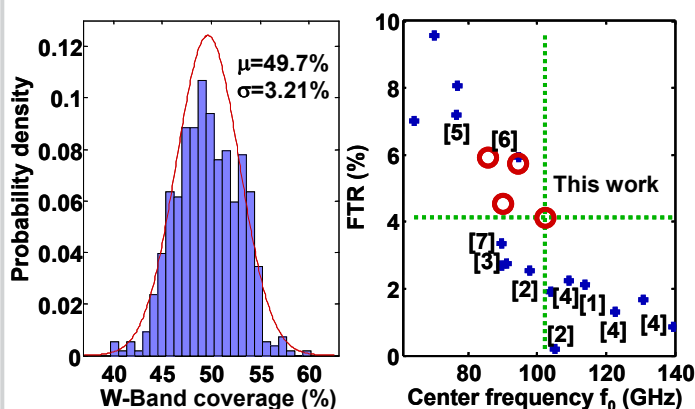 0.12
0.1
0.08
0.06
0.04
0.02
0
Probability density
μ=49.7%
σ=3.21%
40 45 50 55 60
W-Band coverage (%)
10
8
6
4
2
0
FTR (%)
[5]
[6]
This work
[7]
[3]
[2]
[4]
[1]
[4]
[4]
[2]
80 100 120 140
Center frequency f0 (GHz)